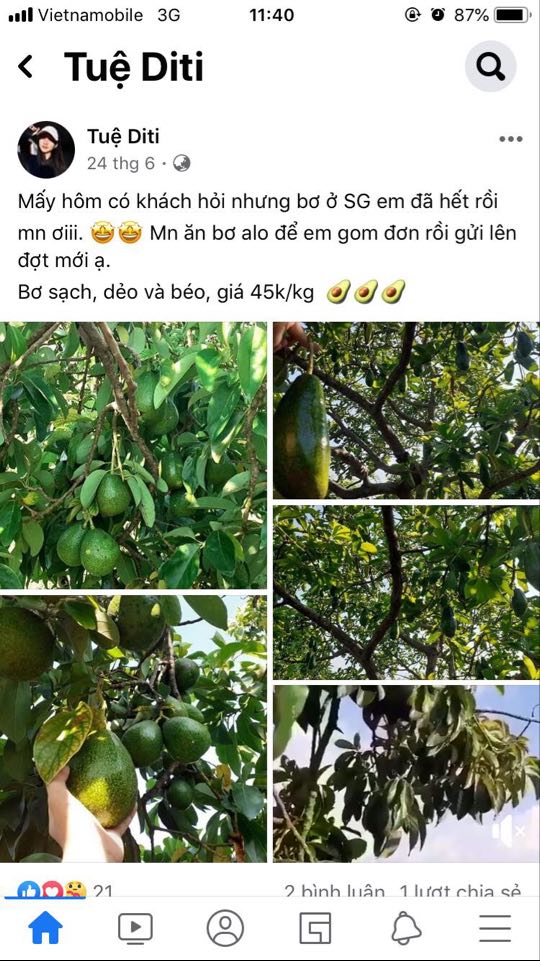 Vietnamobile 3G 11:40 87%
Tuệ Diti
Tuệ Diti
24 thg 6
Mấy hôm có khách hỏi nhưng bơ ở SG em đã hết rồi
mn ơiii. 🤩🤩 Mn ăn bơ alo để em gom đơn rồi gửi lên
đợt mới ạ.
Bơ sạch, dẻo và béo, giá 45k/kg 🥑🥑🥑
21 2 bình luận 1 lượt chia sẻ